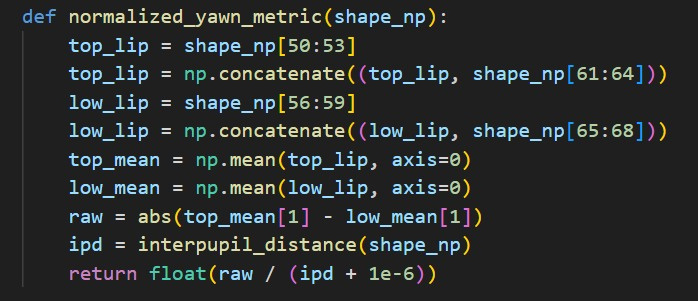 def normalized_yawn_metric(shape_np):
    top_lip = shape_np[50:53]
    top_lip = np.concatenate((top_lip, shape_np[61:64]))
    low_lip = shape_np[56:59]
    low_lip = np.concatenate((low_lip, shape_np[65:68]))
    top_mean = np.mean(top_lip, axis=0)
    low_mean = np.mean(low_lip, axis=0)
    raw = abs(top_mean[1] - low_mean[1])
    ipd = interpupil_distance(shape_np)
    return float(raw / (ipd + 1e-6))